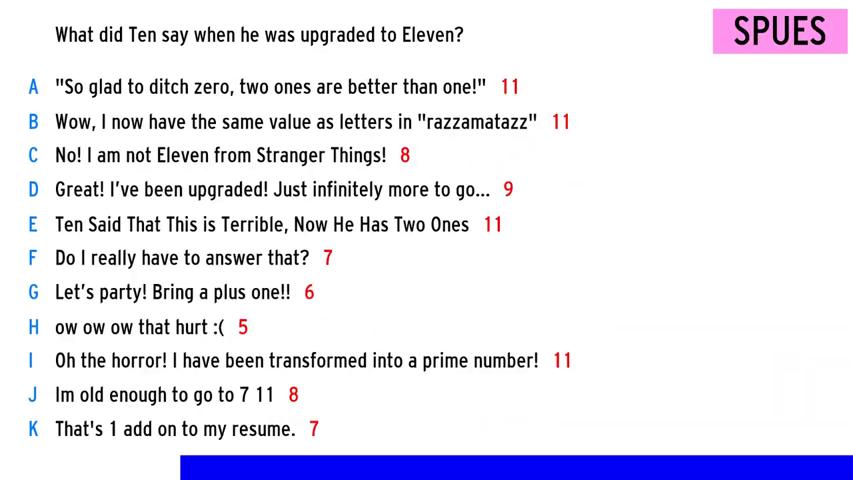 What did Ten say when he was upgraded to Eleven?
SPUES
A "So glad to ditch zero, two ones are better than one!" 11
B Wow, I now have the same value as letters in "razzamatazz" 11
C No! I am not Eleven from Stranger Things! 8
D Great! I've been upgraded! Just infinitely more to go... 9
E Ten Said That This is Terrible, Now He Has Two Ones 11
F Do I really have to answer that? 7
G Let's party! Bring a plus one!! 6
H ow ow ow that hurt :( 5
I Oh the horror! I have been transformed into a prime number! 11
J Im old enough to go to 7 11 8
K That's 1 add on to my resume. 7